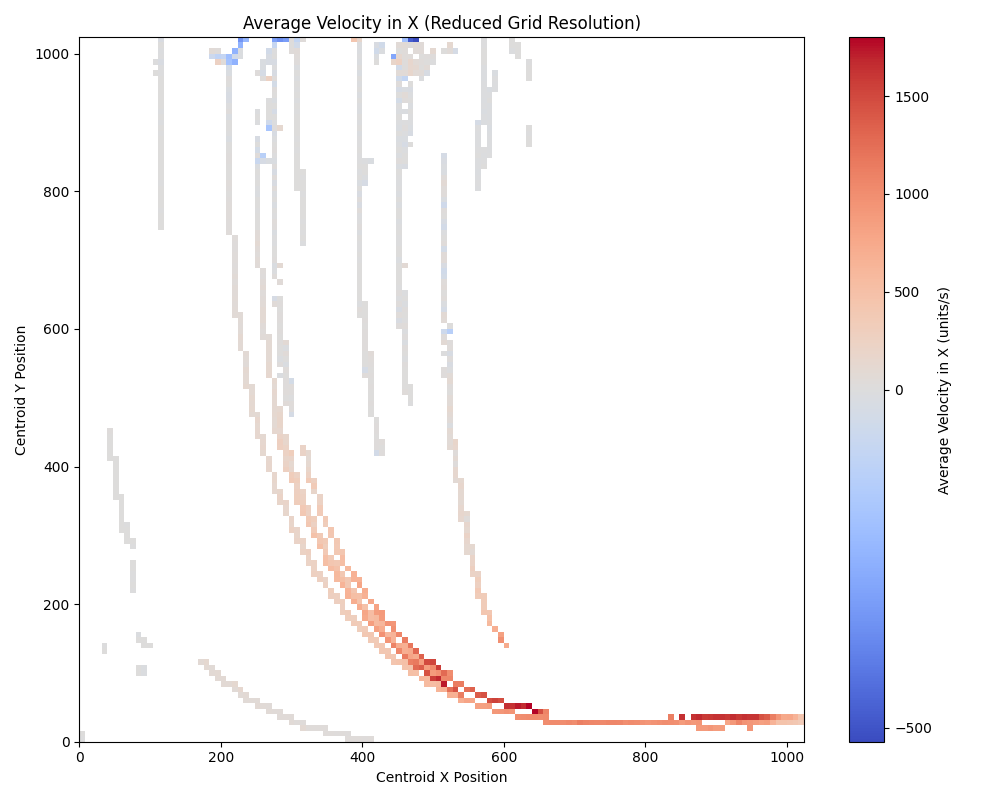 Average Velocity in X (Reduced Grid Resolution)
1000
800
600
400
200
0
Centroid Y Position
0 200 400 600 800 1000
Centroid X Position
1500
1000
500
0
−500
Average Velocity in X (units/s)